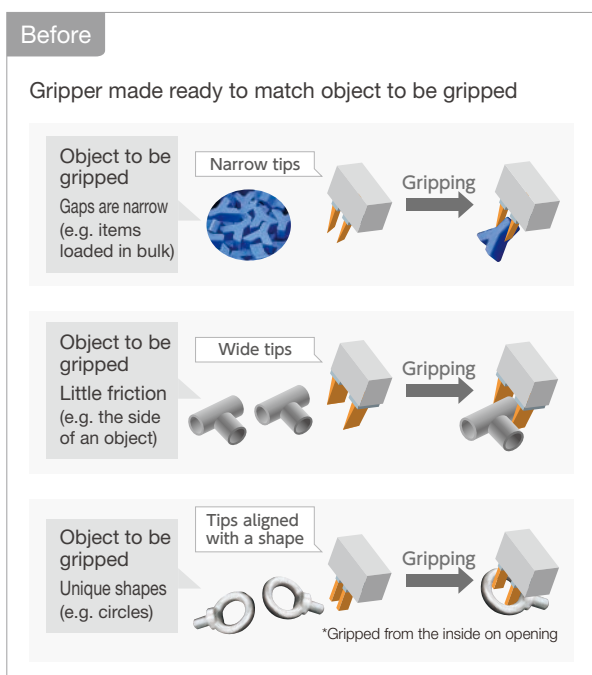 Before
Gripper made ready to match object to be gripped
Object to be
gripped
Gaps are narrow
(e.g. items
loaded in bulk)
Narrow tips
Gripping
Object to be
gripped
Little friction
(e.g. the side
of an object)
Wide tips
Gripping
Object to be
gripped
Unique shapes
(e.g. circles)
Tips aligned
with a shape
Gripping
*Gripped from the inside on opening